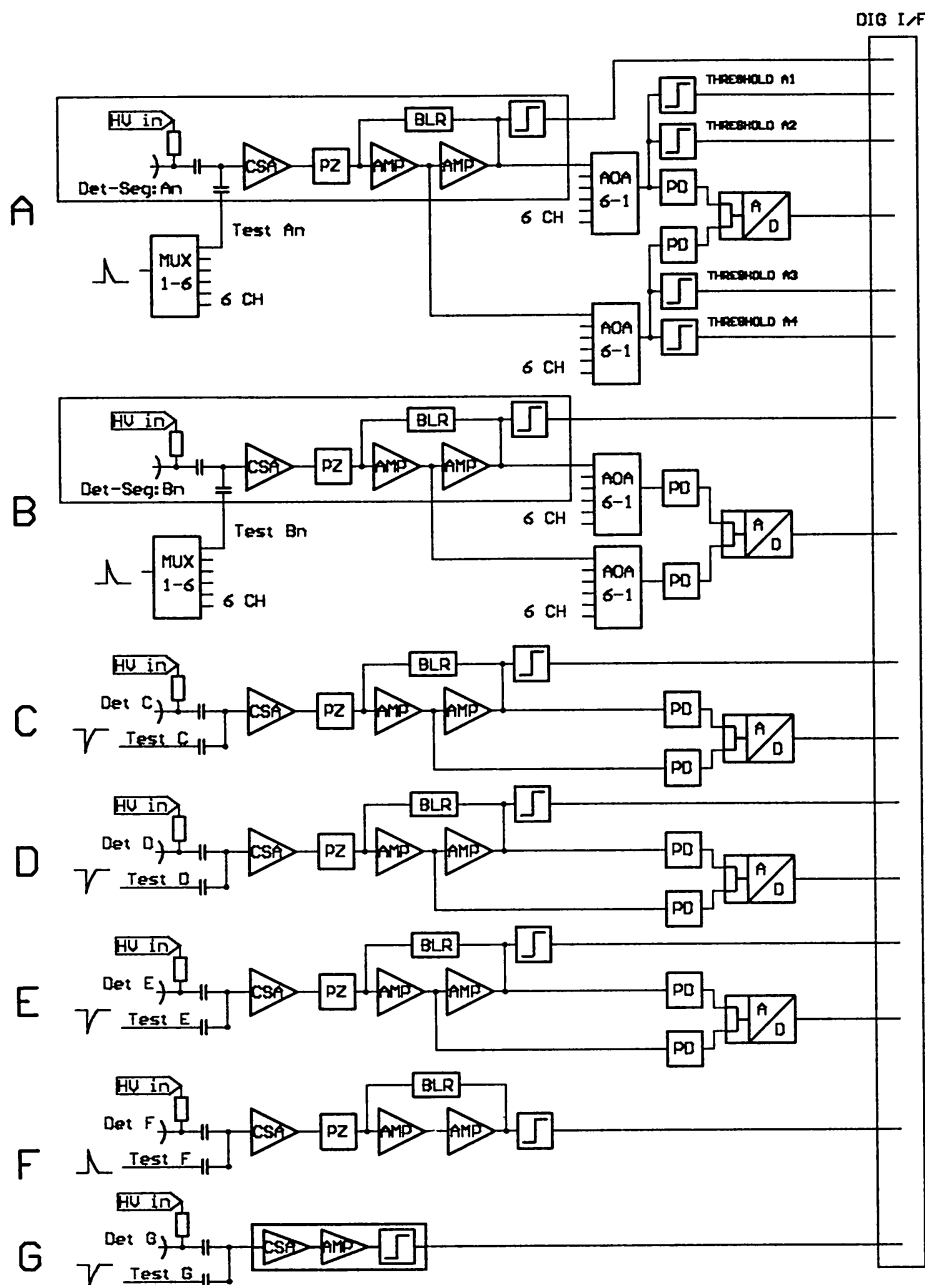 DIG I/F
THRESHOLD A1
HV in
BLR
THRESHOLD A2
CSA
PZ
AMP
AMP
Det-Seg:An
AOA
6-1
PD
A
D
A
6 CH
Test An
PD
MUX
1-6
THRESHOLD A3
6 CH
AOA
6-1
THRESHOLD A4
6 CH
HV in
BLR
CSA
PZ
AMP
AMP
Det-Seg:Bn
AOA
6-1
PD
B
6 CH
A
D
Test Bn
MUX
1-6
AOA
6-1
PD
6 CH
6 CH
HV in
BLR
Det C
CSA
PZ
AMP
AMP
PD
C
Test C
A
D
PD
HV in
BLR
Det D
CSA
PZ
AMP
AMP
PD
D
Test D
A
D
PD
HV in
BLR
Det E
CSA
PZ
AMP
AMP
PD
E
Test E
A
D
PD
HV in
BLR
Det F
CSA
PZ
AMP
AMP
F
Test F
HV in
Det G
CSA
AMP
G
Test G